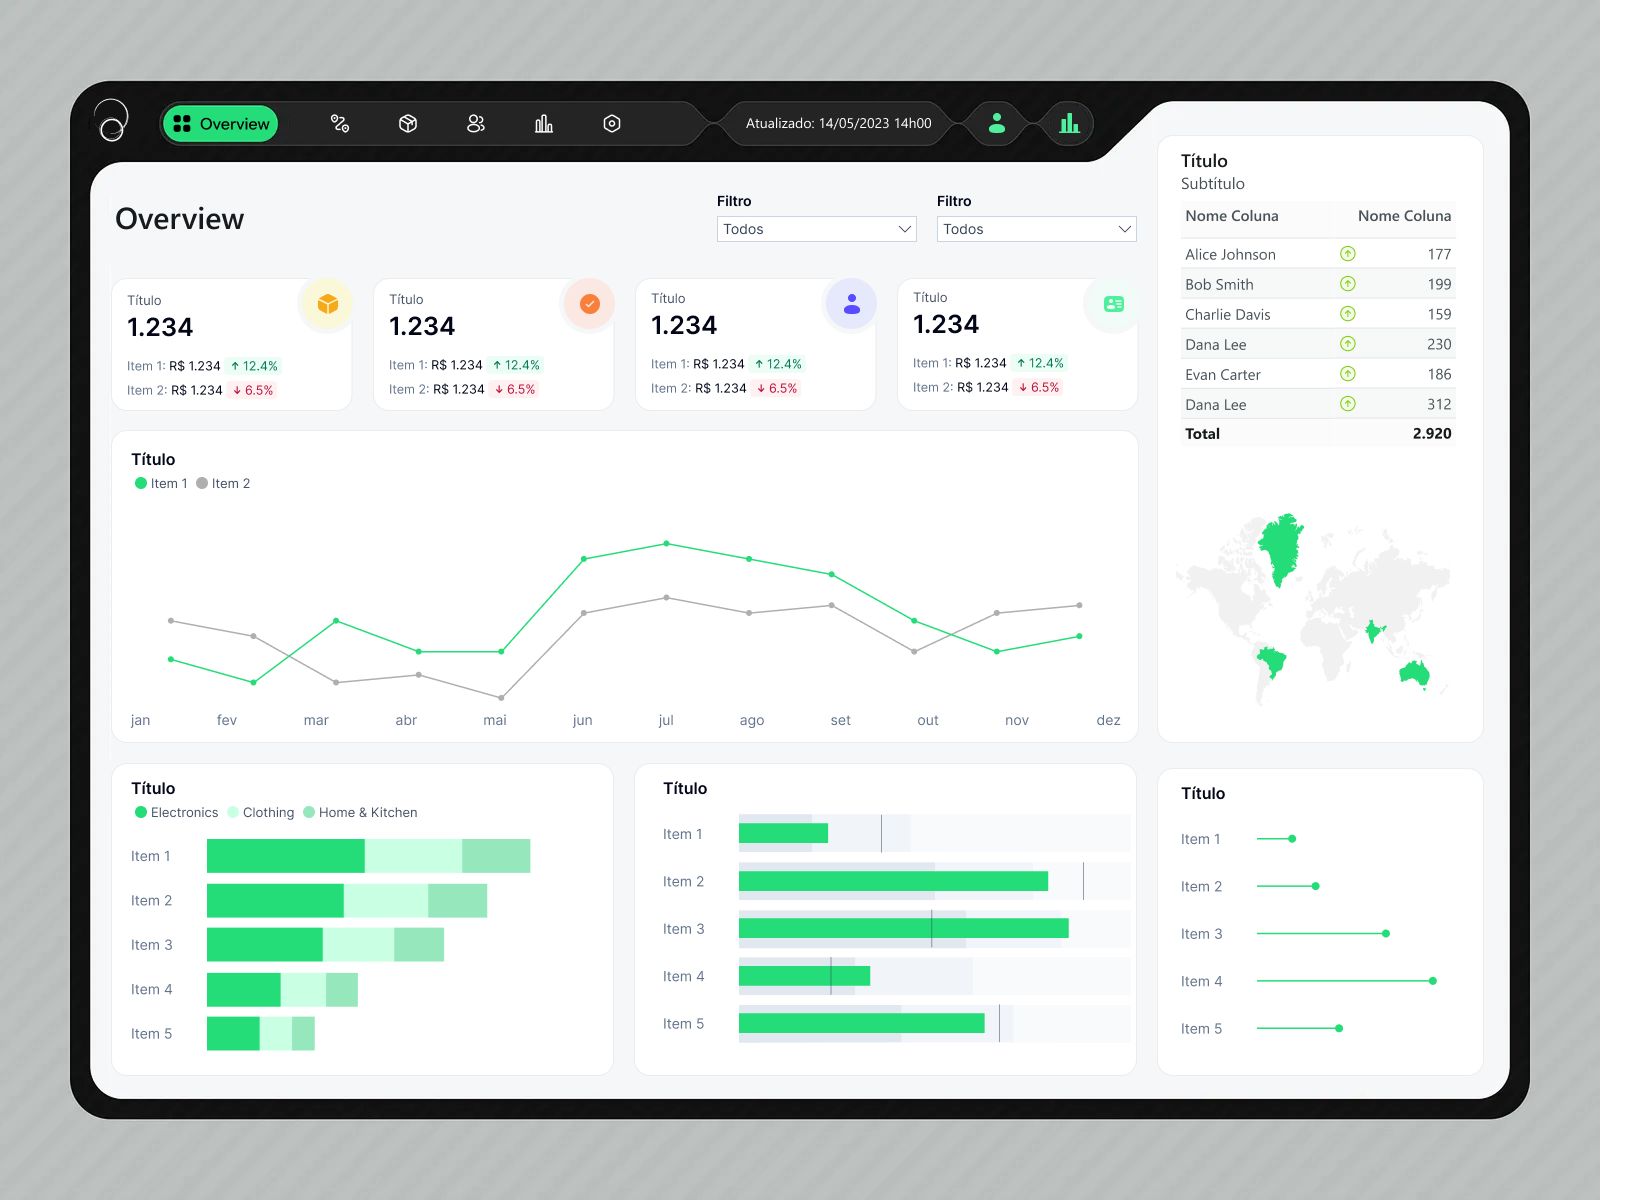 Overview
Atualizado: 14/05/2023 14h00
Overview
Filtro
Todos
Filtro
Todos
Título
1.234
Item 1: R$ 1.234 ↑ 12.4%
Item 2: R$ 1.234 ↓ 6.5%
Título
1.234
Item 1: R$ 1.234 ↑ 12.4%
Item 2: R$ 1.234 ↓ 6.5%
Título
1.234
Item 1: R$ 1.234 ↑ 12.4%
Item 2: R$ 1.234 ↓ 6.5%
Título
1.234
Item 1: R$ 1.234 ↑ 12.4%
Item 2: R$ 1.234 ↓ 6.5%
Título
Subtítulo
Nome Coluna Nome Coluna
Alice Johnson 177
Bob Smith 199
Charlie Davis 159
Dana Lee 230
Evan Carter 186
Dana Lee 312
Total 2.920
Título
Item 1 Item 2
jan fev mar abr mai jun jul ago set out nov dez
Título
Electronics Clothing Home & Kitchen
Item 1
Item 2
Item 3
Item 4
Item 5
Título
Item 1
Item 2
Item 3
Item 4
Item 5
Título
Item 1
Item 2
Item 3
Item 4
Item 5